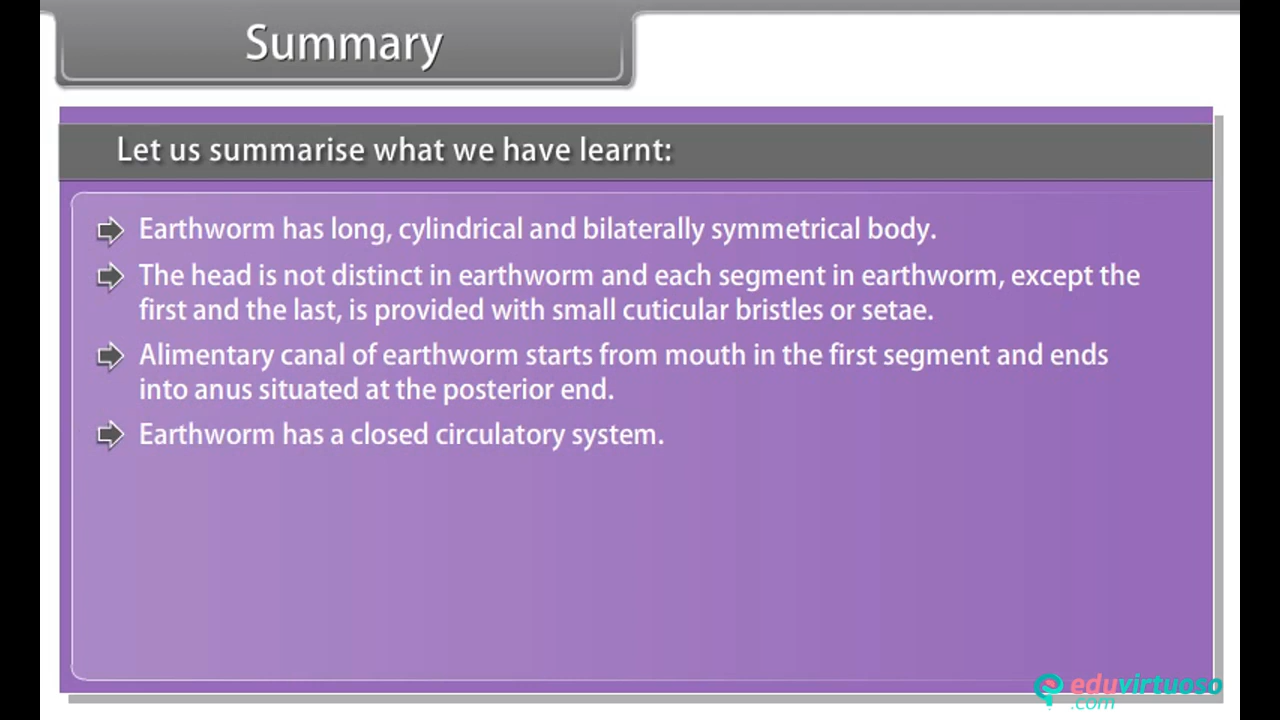 Summary
Let us summarise what we have learnt:
Earthworm has long, cylindrical and bilaterally symmetrical body.
The head is not distinct in earthworm and each segment in earthworm, except the
first and the last, is provided with small cuticular bristles or setae.
Alimentary canal of earthworm starts from mouth in the first segment and ends
into anus situated at the posterior end.
Earthworm has a closed circulatory system.
eduvirtuoso
.com